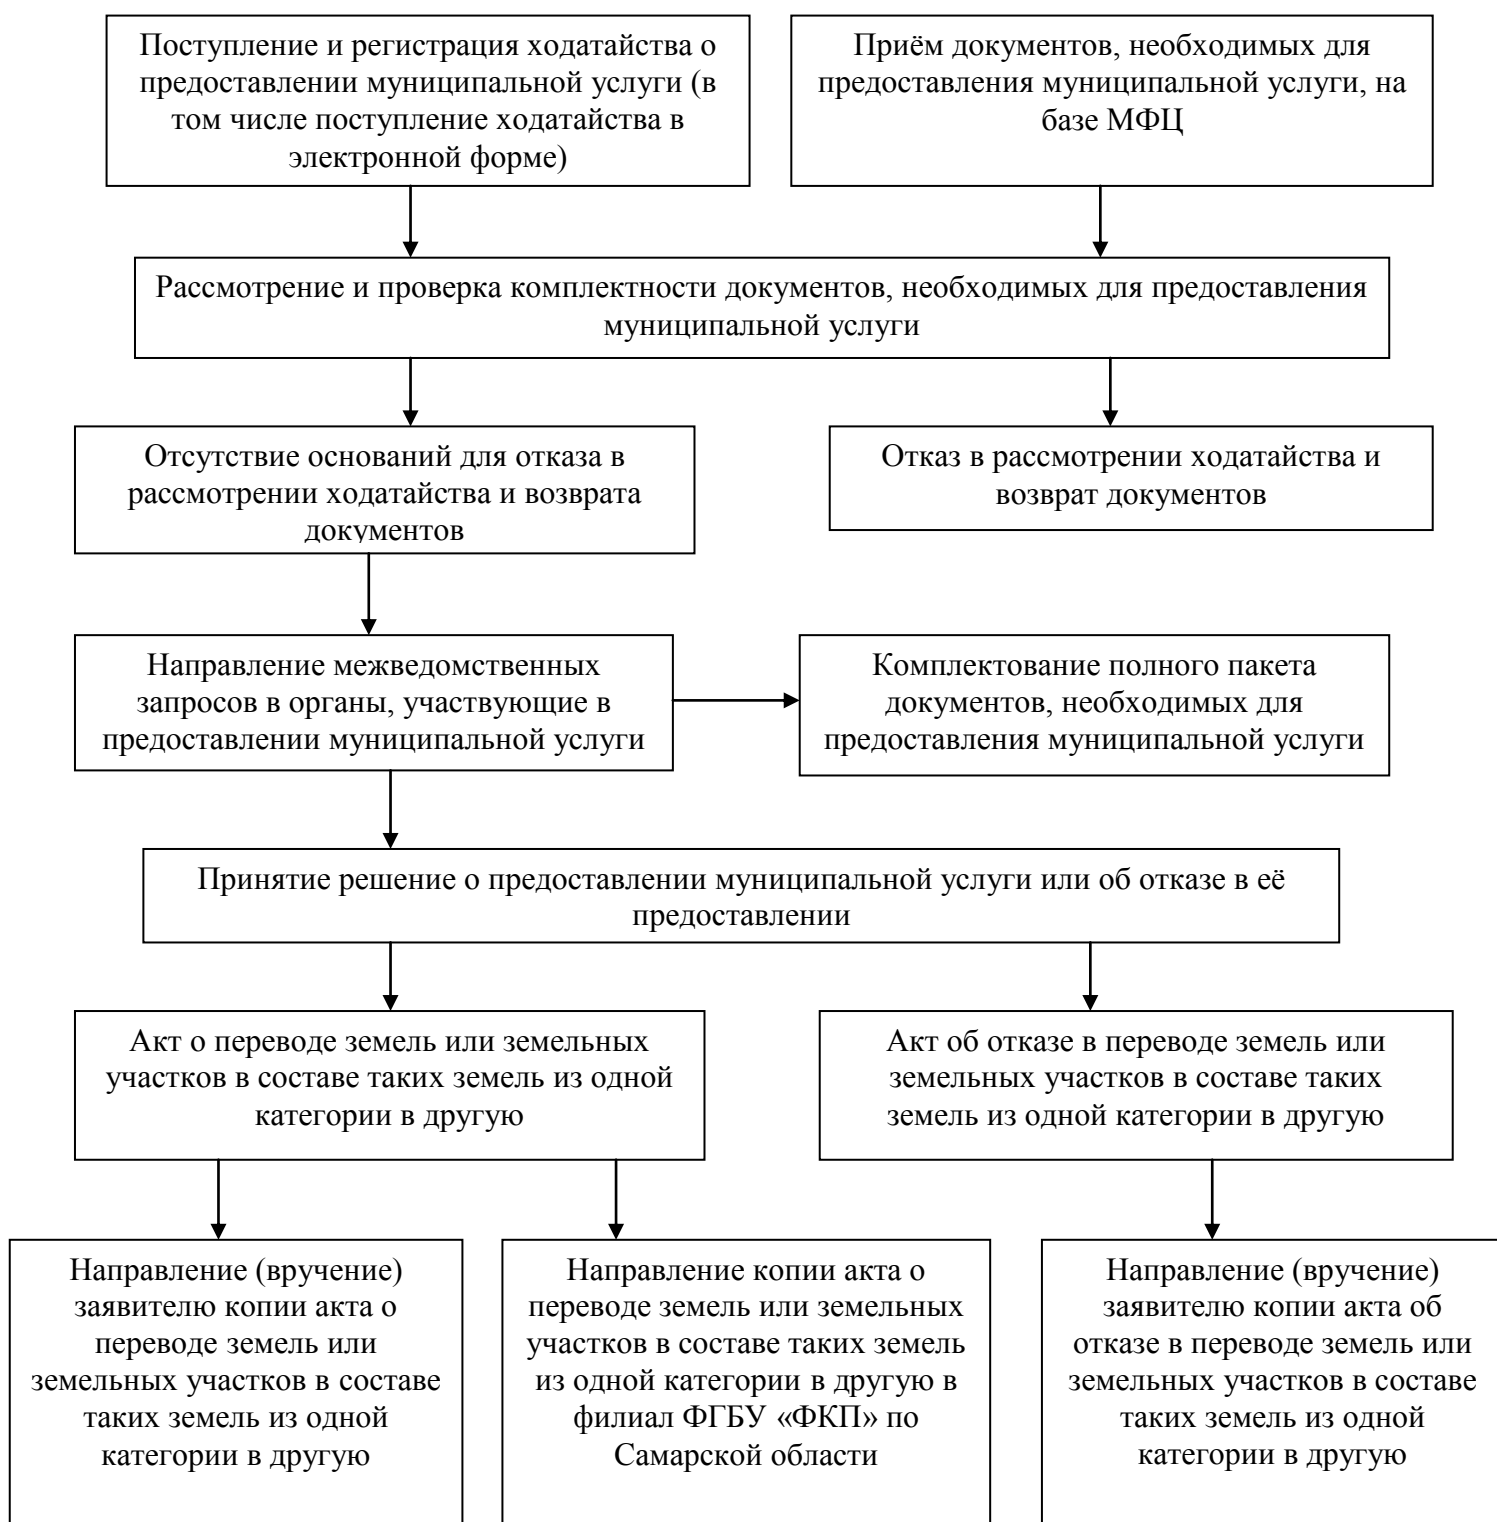 Поступление и регистрация ходатайства о
предоставлении муниципальной услуги (в
том числе поступление ходатайства в
электронной форме)
Приём документов, необходимых для
предоставления муниципальной услуги, на
базе МФЦ
Рассмотрение и проверка комплектности документов, необходимых для предоставления
муниципальной услуги
Отсутствие оснований для отказа в
рассмотрении ходатайства и возврата
документов
Отказ в рассмотрении ходатайства и
возврат документов
Направление межведомственных
запросов в органы, участвующие в
предоставлении муниципальной услуги
Комплектование полного пакета
документов, необходимых для
предоставления муниципальной услуги
Принятие решение о предоставлении муниципальной услуги или об отказе в её
предоставлении
Акт о переводе земель или земельных
участков в составе таких земель из одной
категории в другую
Акт об отказе в переводе земель или
земельных участков в составе таких
земель из одной категории в другую
Направление (вручение)
заявителю копии акта о
переводе земель или
земельных участков в составе
таких земель из одной
категории в другую
Направление копии акта о
переводе земель или земельных
участков в составе таких земель
из одной категории в другую в
филиал ФГБУ «ФКП» по
Самарской области
Направление (вручение)
заявителю копии акта об
отказе в переводе земель или
земельных участков в составе
таких земель из одной
категории в другую